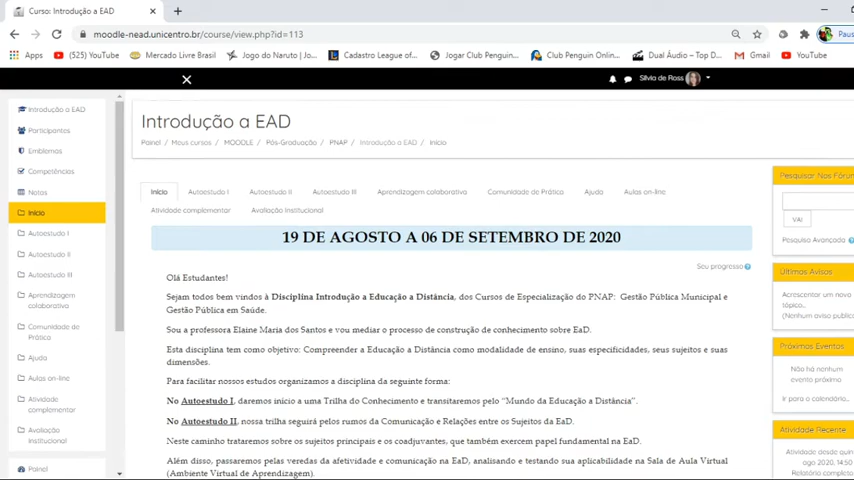 Curso: Introdução a EAD
moodle-nead.unicentro.br/course/view.php?id=113
Apps (525) YouTube Mercado Livre Brasil Jogo do Naruto | Jo... Cadastro League of... Jogar Club Penguin... Club Penguin Online... Dual Áudio – Top D... Gmail YouTube
Silvia de Ross
Introdução a EAD
Participantes
Emblemas
Competências
Notas
Início
Autoestudo I
Autoestudo II
Autoestudo III
Aprendizagem
colaborativa
Comunidade de
Prática
Ajuda
Aulas on-line
Atividade
complementar
Avaliação
Institucional
Painel
Introdução a EAD
Painel / Meus cursos / MOODLE / Pós-Graduação / PNAP / Introdução a EAD / Início
Início Autoestudo I Autoestudo II Autoestudo III Aprendizagem colaborativa Comunidade de Prática Ajuda Aulas on-line
Atividade complementar Avaliação Institucional
19 DE AGOSTO A 06 DE SETEMBRO DE 2020
Seu progresso
Olá Estudantes!
Sejam todos bem vindos à Disciplina Introdução a Educação a Distância, dos Cursos de Especialização do PNAP: Gestão Pública Municipal e
Gestão Pública em Saúde.
Sou a professora Elaine Maria dos Santos e vou mediar o processo de construção de conhecimento sobre EaD.
Esta disciplina tem como objetivo: Compreender a Educação a Distância como modalidade de ensino, suas especificidades, seus sujeitos e suas
dimensões.
Para facilitar nossos estudos organizamos a disciplina da seguinte forma:
No Autoestudo I, daremos início a uma Trilha do Conhecimento e transitaremos pelo “Mundo da Educação a Distância”.
No Autoestudo II, nossa trilha seguirá pelos rumos da Comunicação e Relações entre os Sujeitos da EaD.
Neste caminho trataremos sobre os sujeitos principais e os coadjuvantes, que também exercem papel fundamental na EaD.
Além disso, passaremos pelas veredas da afetividade e comunicação na EaD, analisando e testando sua aplicabilidade na Sala de Aula Virtual
(Ambiente Virtual de Aprendizagem).
Pesquisar Nos Fórun
VAI
Pesquisa Avançada
Últimos Avisos
Acrescentar um novo
tópico...
(Nenhum aviso public
Próximos Eventos
Não há nenhum
evento próximo
Ir para o calendário...
Atividade Recente
Atividade desde quin
ago 2020, 14:50
Relatório completo